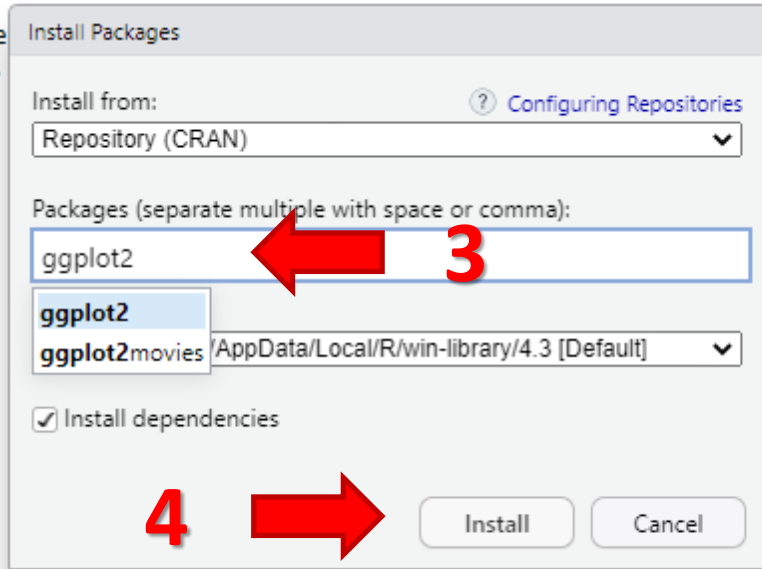 e
Install Packages
Install from:
? Configuring Repositories
Repository (CRAN)
Packages (separate multiple with space or comma):
ggplot2
3
ggplot2
ggplot2movies
/AppData/Local/R/win-library/4.3 [Default]
Install dependencies
4
Install
Cancel